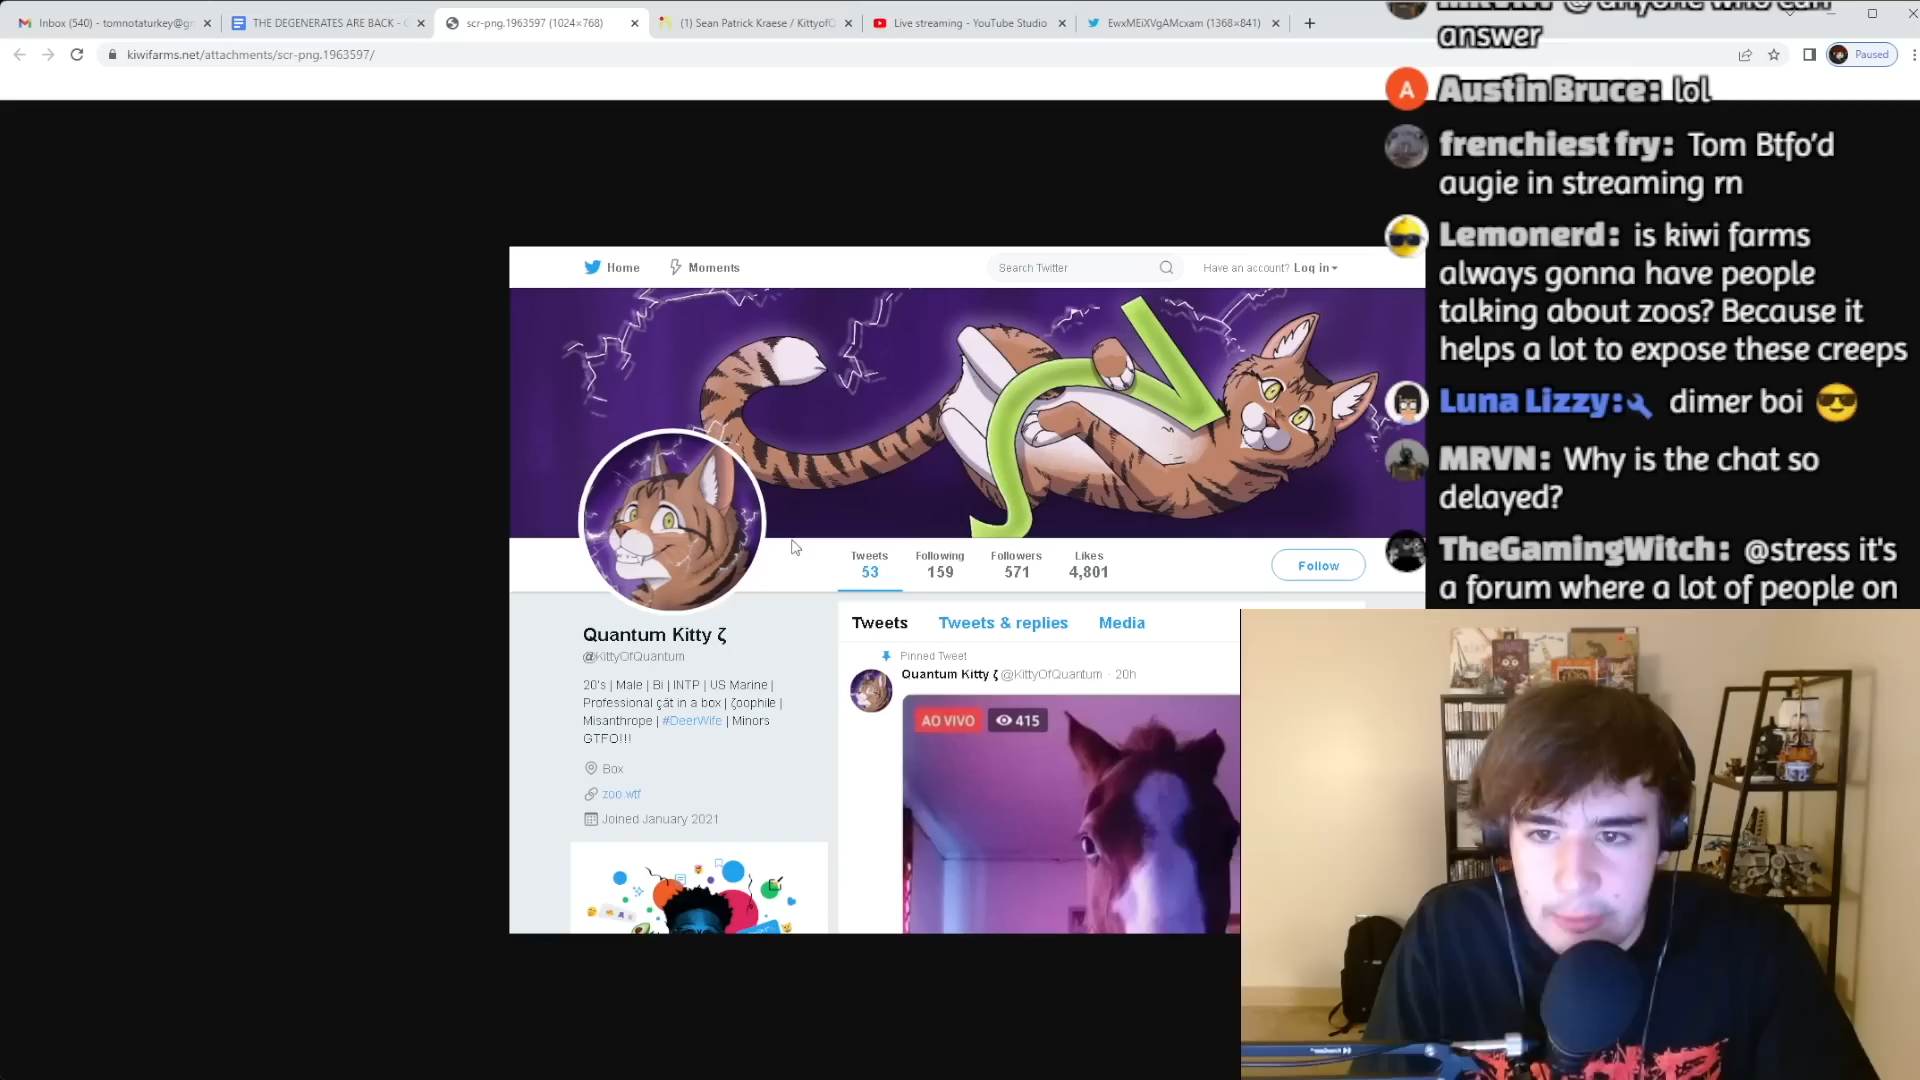 Inbox (540) - tomnotaturkey@g
THE DEGENERATES ARE BACK -
scr-png.1963597 (1024×768)
(1) Sean Patrick Kraese / Kittyof
Live streaming - YouTube Studio
EwxMEiXVgAMcxam (1368×841)
kiwifarms.net/attachments/scr-png.1963597/
Paused
@anyone who can
answer
Austin Bruce: lol
frenchiest fry: Tom Btfo'd
augie in streaming rn
Lemonerd: is kiwi farms
always gonna have people
talking about zoos? Because it
helps a lot to expose these creeps
Luna Lizzy: dimer boi 😎
MRVN: Why is the chat so
delayed?
TheGamingWitch: @stress it's
a forum where a lot of people on
Home
Moments
Search Twitter
Have an account? Log in
Tweets
53
Following
159
Followers
571
Likes
4,801
Follow
Quantum Kitty ζ
@KittyOfQuantum
20's | Male | Bi | INTP | US Marine |
Professional çät in a box | ζoophile |
Misanthrope | #DeerWife | Minors
GTFO!!!
Box
zoo.wtf
Joined January 2021
Tweets
Tweets & replies
Media
Pinned Tweet
Quantum Kitty ζ @KittyOfQuantum · 20h
AO VIVO
415